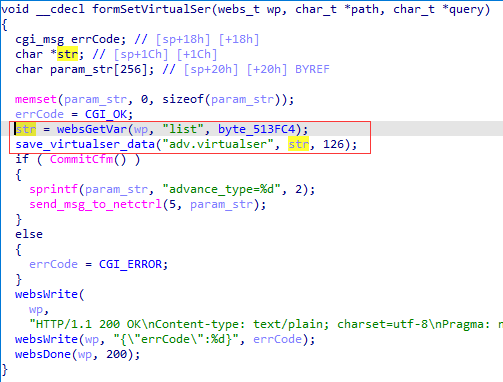 void __cdecl formSetVirtualSer(webs_t wp, char_t *path, char_t *query)
{
  cgi_msg errCode; // [sp+18h] [+18h]
  char *str; // [sp+1Ch] [+1Ch]
  char param_str[256]; // [sp+20h] [+20h] BYREF

  memset(param_str, 0, sizeof(param_str));
  errCode = CGI_OK;
  str = websGetVar(wp, "list", byte_513FC4);
  save_virtualser_data("adv.virtualser", str, 126);
  if ( CommitCfm() )
  {
    sprintf(param_str, "advance_type=%d", 2);
    send_msg_to_netctrl(5, param_str);
  }
  else
  {
    errCode = CGI_ERROR;
  }
  websWrite(
    wp,
    "HTTP/1.1 200 OK\nContent-type: text/plain; charset=utf-8\nPragma: n
  websWrite(wp, "{\"errCode\":%d}", errCode);
  websDone(wp, 200);
}